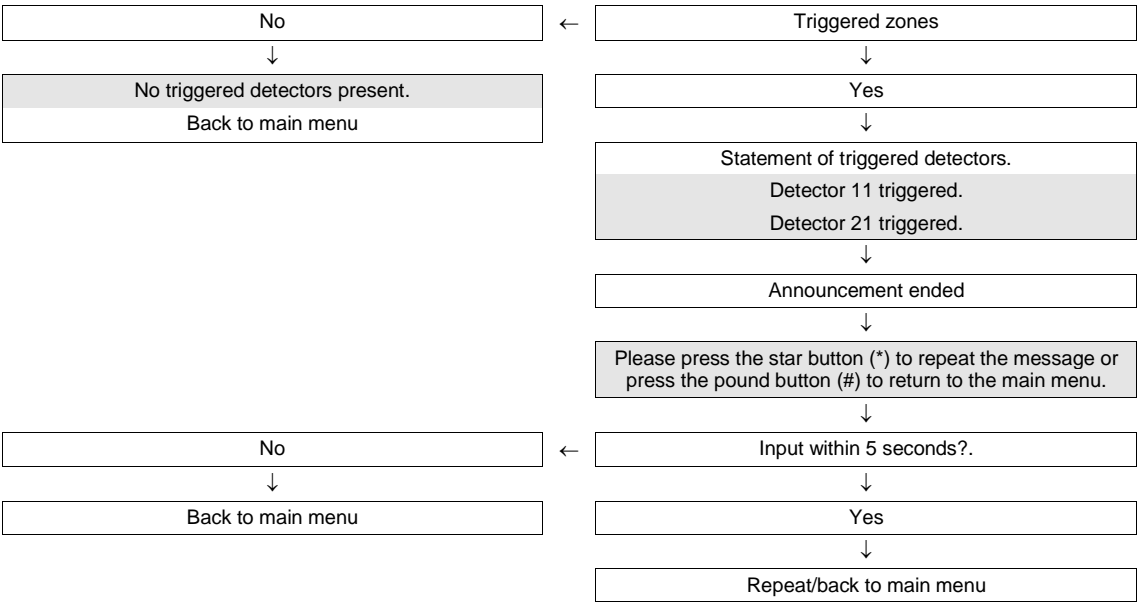 No ← Triggered zones
↓ ↓
No triggered detectors present. Yes
Back to main menu ↓
Statement of triggered detectors.
Detector 11 triggered.
Detector 21 triggered.
↓
Announcement ended
↓
Please press the star button (*) to repeat the message or
press the pound button (#) to return to the main menu.
↓
No ← Input within 5 seconds?.
↓ ↓
Back to main menu Yes
↓
Repeat/back to main menu